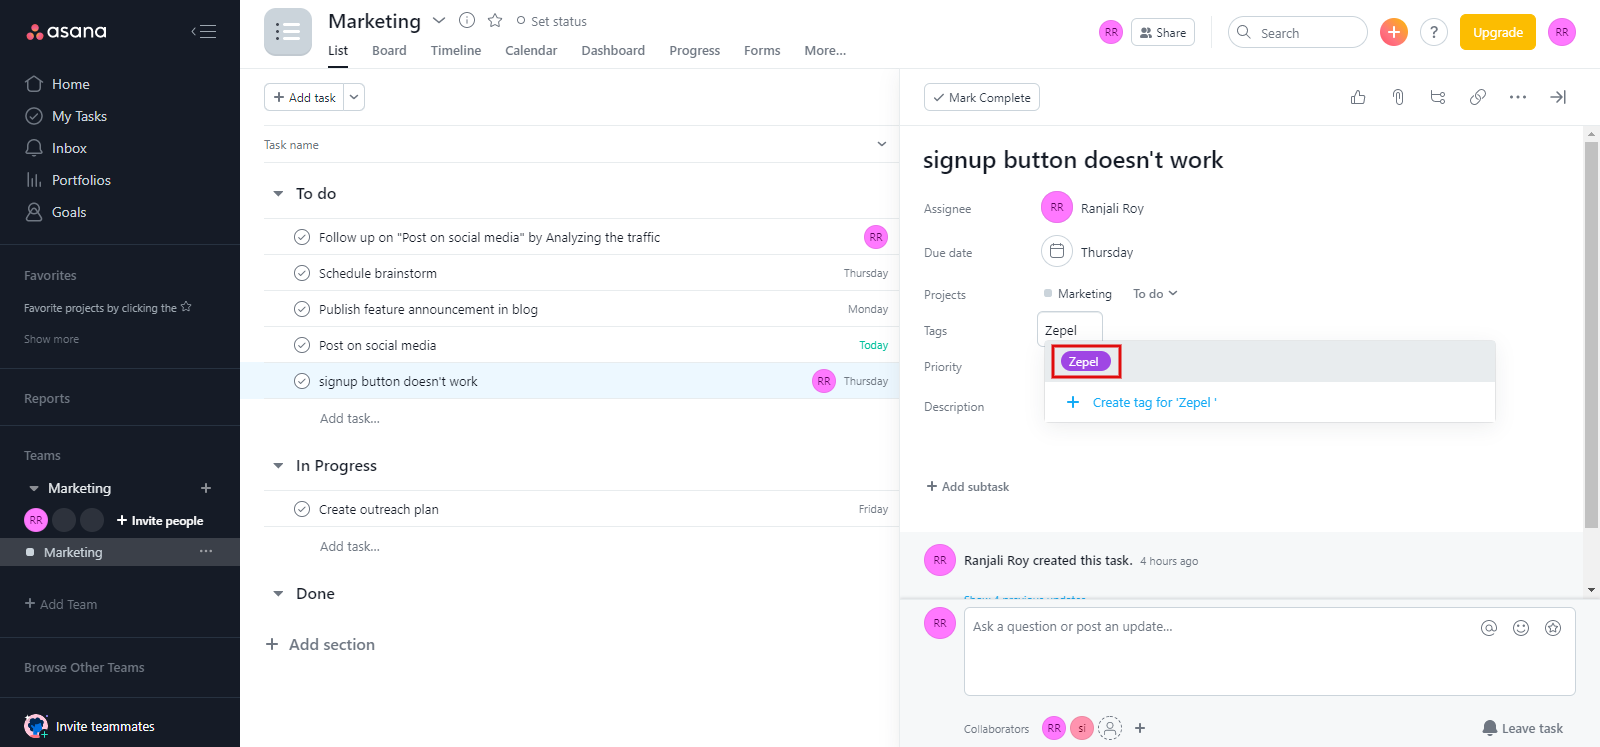 asana
Home
My Tasks
Inbox
Portfolios
Goals
Favorites
Favorite projects by clicking the
Show more
Reports
Teams
Marketing
RR
+ Invite people
Marketing
+ Add Team
Browse Other Teams
Invite teammates
Marketing
Set status
List Board Timeline Calendar Dashboard Progress Forms More...
RR
Share
Search
?
Upgrade
RR
+ Add task
Task name
To do
Follow up on "Post on social media" by Analyzing the traffic RR
Schedule brainstorm Thursday
Publish feature announcement in blog Monday
Post on social media Today
signup button doesn't work RR Thursday
Add task...
In Progress
Create outreach plan Friday
Add task...
Done
+ Add section
Mark Complete
signup button doesn't work
Assignee RR Ranjali Roy
Due date Thursday
Projects Marketing To do
Tags Zepel
Zepel
Priority
+ Create tag for 'Zepel '
Description
+ Add subtask
RR Ranjali Roy created this task. 4 hours ago
Show 4 previous updates
RR Ask a question or post an update...
Collaborators RR si + Leave task